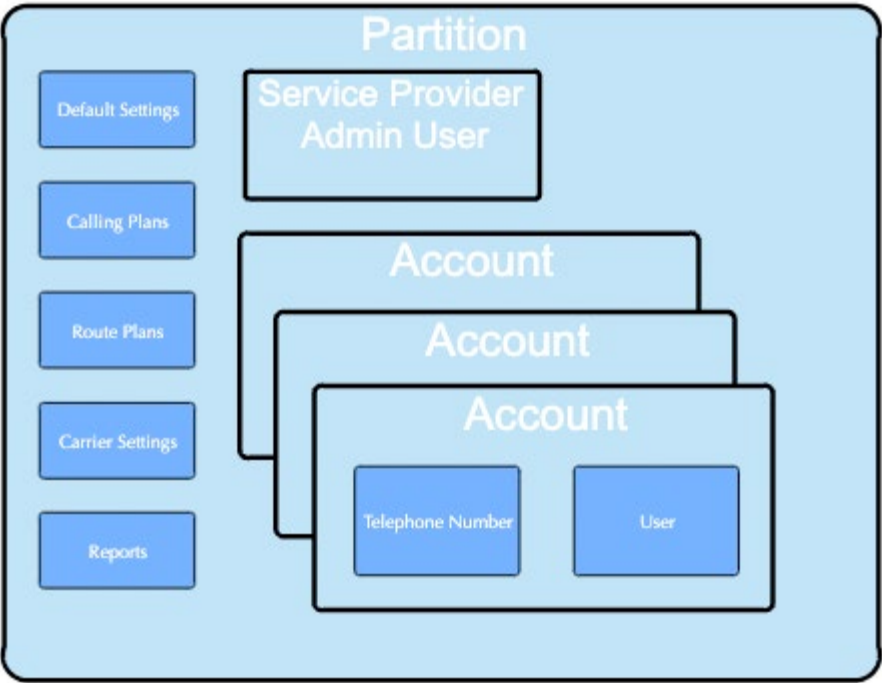 Partition
Default Settings
Calling Plans
Route Plans
Carrier Settings
Reports
Service Provider
Admin User
Account
Account
Account
Telephone Number
User